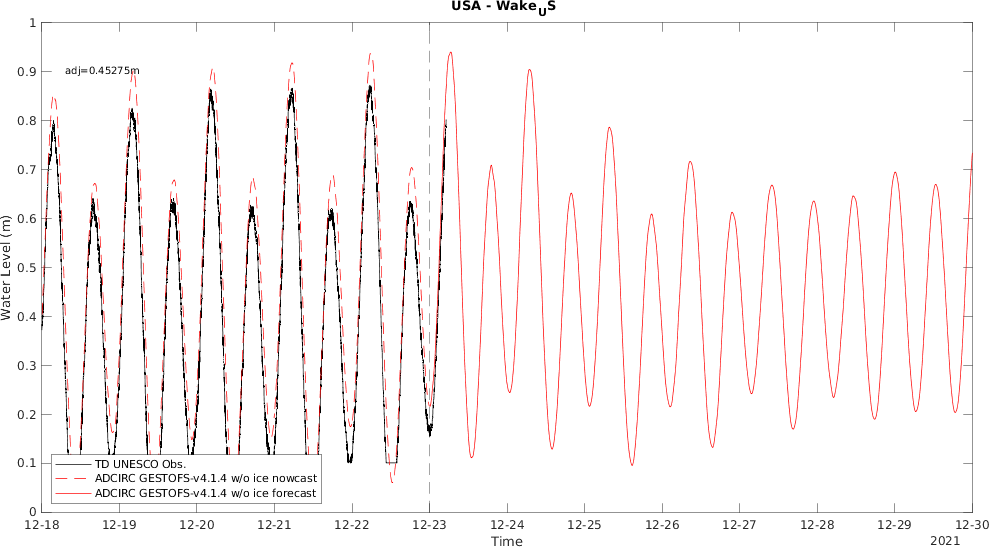 USA - Wake_US
adj=0.45275m
Water Level (m)
1
0.9
0.8
0.7
0.6
0.5
0.4
0.3
0.2
0.1
0
TD UNESCO Obs.
ADCIRC GESTOFS-v4.1.4 w/o ice nowcast
ADCIRC GESTOFS-v4.1.4 w/o ice forecast
12-18 12-19 12-20 12-21 12-22 12-23 12-24 12-25 12-26 12-27 12-28 12-29 12-30
Time
2021